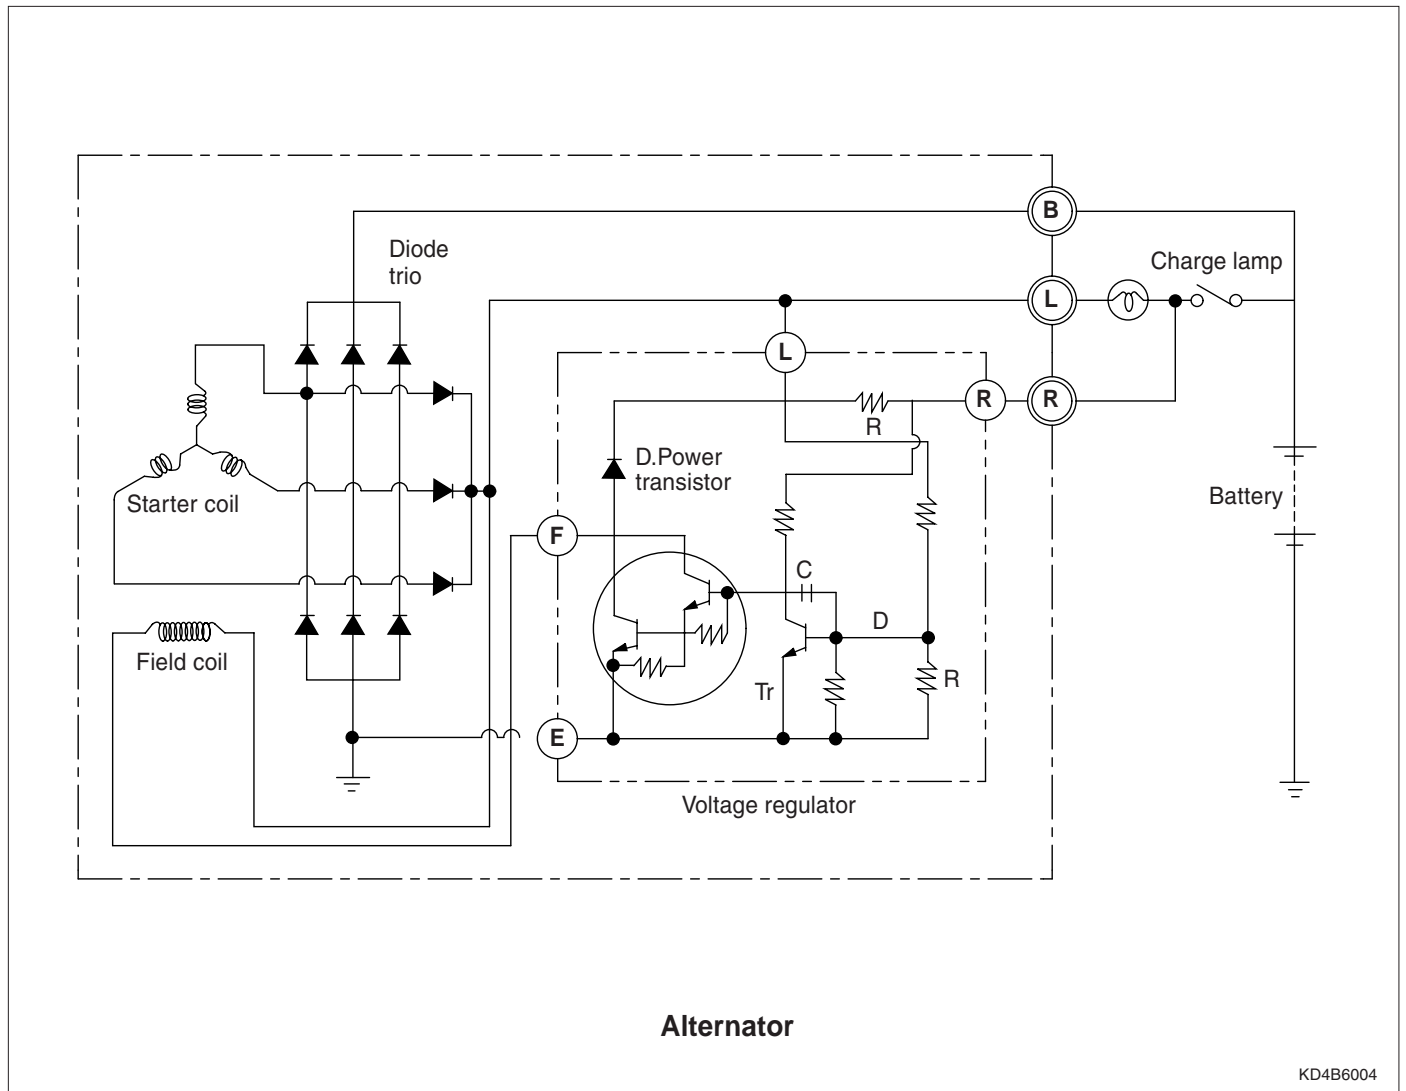 B
Diode
trio
Charge lamp
L
L
R
R
R
D.Power
transistor
Starter coil
Battery
F
C
D
Field coil
Tr
R
E
Voltage regulator
Alternator
KD4B6004